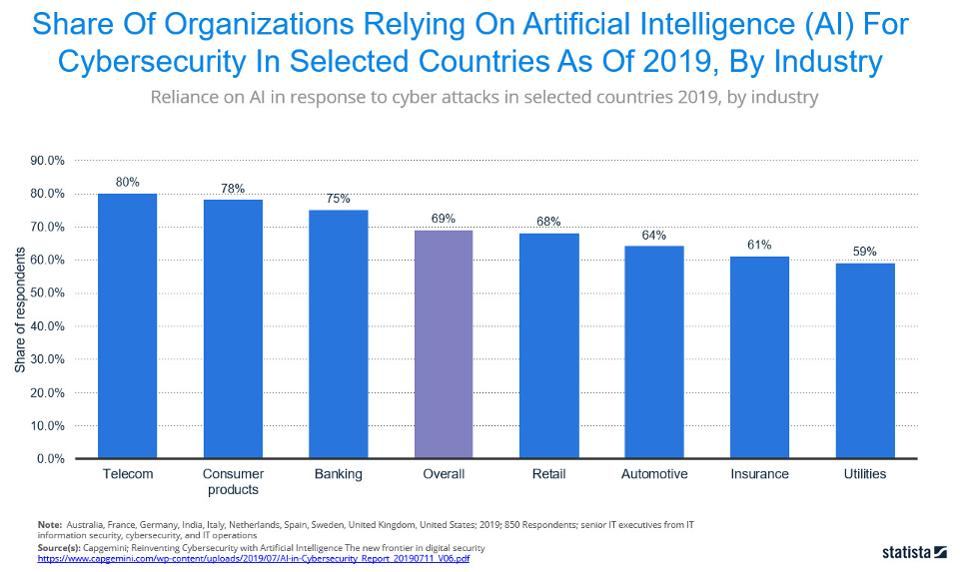 Share Of Organizations Relying On Artificial Intelligence (AI) For
Cybersecurity In Selected Countries As Of 2019, By Industry
Reliance on AI in response to cyber attacks in selected countries 2019, by industry
Share of respondents
90.0%
80.0%
70.0%
60.0%
50.0%
40.0%
30.0%
20.0%
10.0%
0.0%
80%
78%
75%
69%
68%
64%
61%
59%
Telecom
Consumer
products
Banking
Overall
Retail
Automotive
Insurance
Utilities
Note: Australia, France, Germany, India, Italy, Netherlands, Spain, Sweden, United Kingdom, United States; 2019; 850 Respondents; senior IT executives from IT
information security, cybersecurity, and IT operations
Source(s): Capgemini; Reinventing Cybersecurity with Artificial Intelligence The new frontier in digital security
https://www.capgemini.com/wp-content/uploads/2019/07/AI-in-Cybersecurity_Report_20190711_V06.pdf
statista